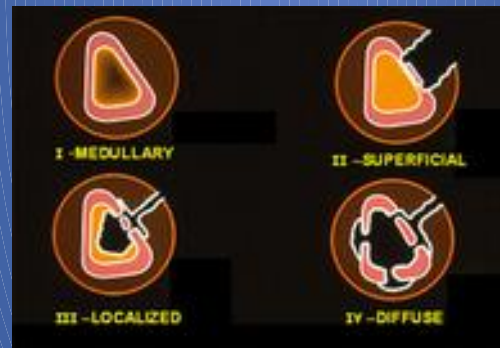 I -MEDULLARY
II -SUPERFICIAL
III -LOCALIZED
IV -DIFFUSE